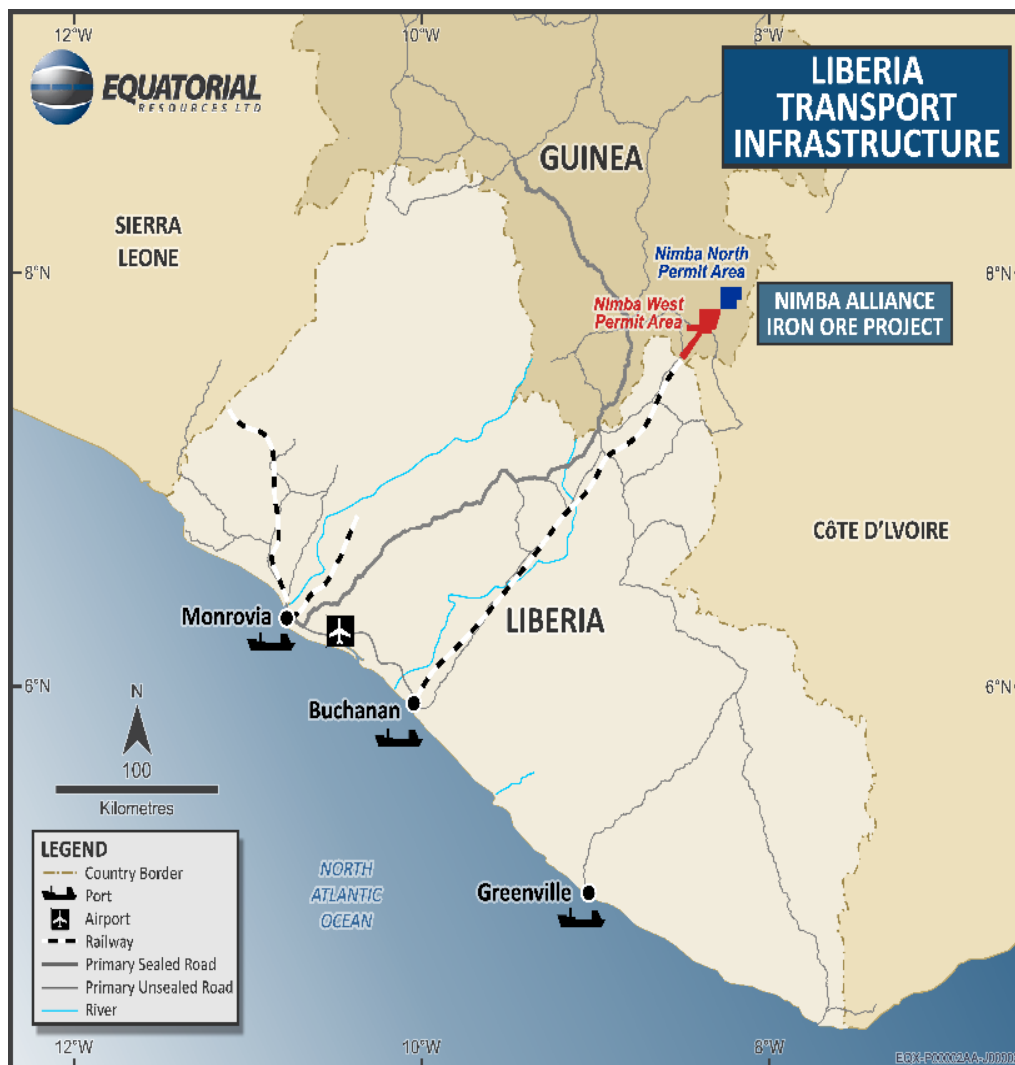 12°W
10°W
8°W
EQUATORIAL
RESOURCES LTD
LIBERIA
TRANSPORT
INFRASTRUCTURE
GUINEA
SIERRA
LEONE
8°N
8°N
Nimba North
Permit Area
Nimba West
Permit Area
NIMBA ALLIANCE
IRON ORE PROJECT
CôTE D'LVOIRE
Monrovia
LIBERIA
6°N
6°N
Buchanan
N
100
Kilometres
LEGEND
Country Border
Port
Airport
Railway
Primary Sealed Road
Primary Unsealed Road
River
NORTH
ATLANTIC
OCEAN
Greenville
12°W
10°W
8°W